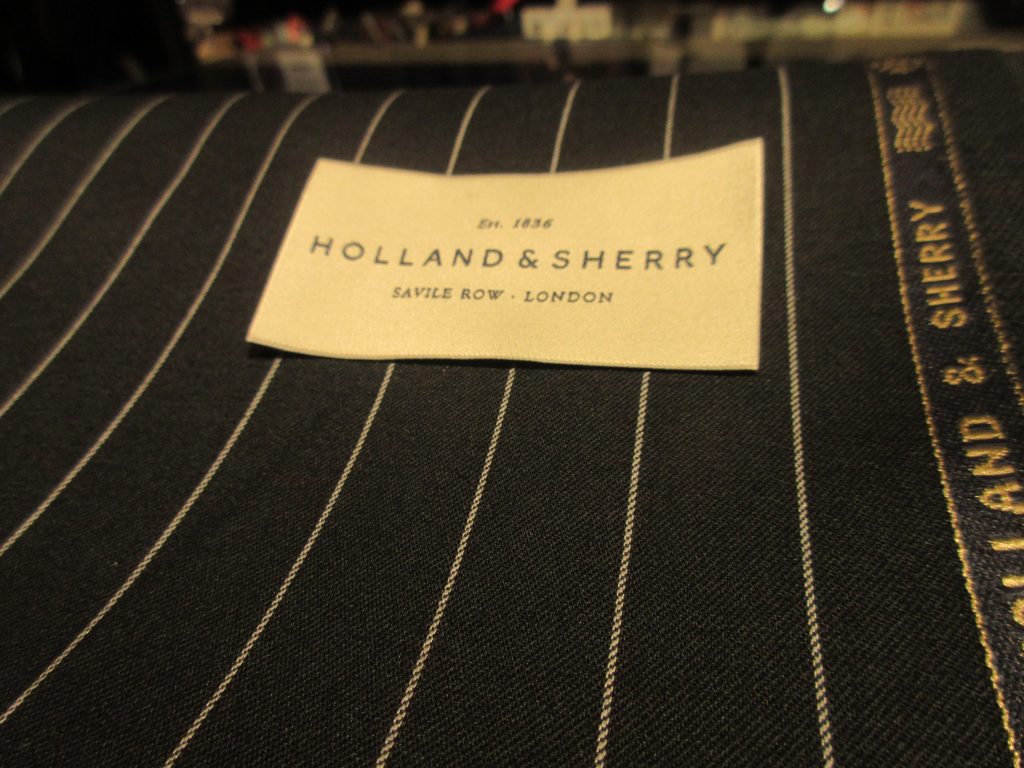 Est. 1836
HOLLAND & SHERRY
SAVILE ROW · LONDON
HOLLAND & SHERRY